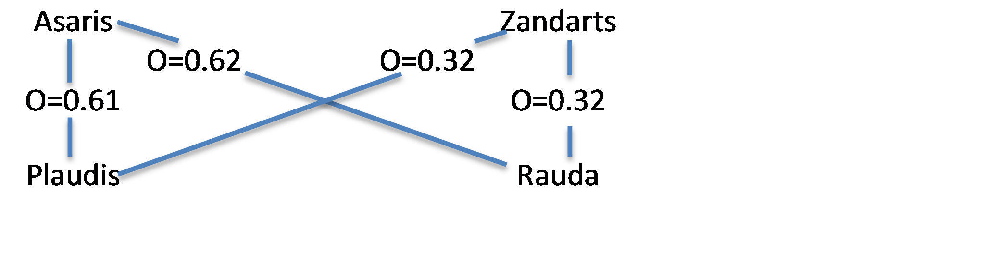 Asaris Zandarts
O=0.62 O=0.32
O=0.61 O=0.32
Plaudis Rauda